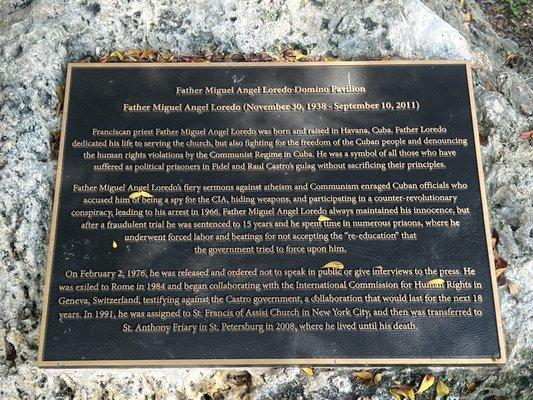 Father Miguel Angel Loredo Domino Pavilion
Father Miguel Angel Loredo (November 30, 1938 - September 10, 2011)
Franciscan priest Father Miguel Angel Loredo was born and raised in Havana, Cuba. Father Loredo
dedicated his life to serving the church, but also fighting for the freedom of the Cuban people and denouncing
the human rights violations by the Communist Regime in Cuba. He was a symbol of all those who have
suffered as political prisoners in Fidel and Raul Castro's gulag without sacrificing their principles.
Father Miguel Angel Loredo's fiery sermons against atheism and Communism enraged Cuban officials who
accused him of being a spy for the CIA, hiding weapons, and participating in a counter-revolutionary
conspiracy, leading to his arrest in 1966. Father Miguel Angel Loredo always maintained his innocence, but
after a fraudulent trial he was sentenced to 15 years and he spent time in numerous prisons, where he
underwent forced labor and beatings for not accepting the "re-education" that
the government tried to force upon him.
On February 2, 1976, he was released and ordered not to speak in public or give interviews to the press. He
was exiled to Rome in 1984 and began collaborating with the International Commission for Human Rights in
Geneva, Switzerland, testifying against the Castro government, a collaboration that would last for the next 18
years. In 1991, he was assigned to St. Francis of Assisi Church in New York City, and then was transferred to
St. Anthony Friary in St. Petersburg in 2008, where he lived until his death.